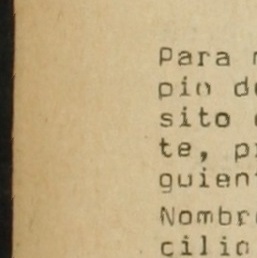 Para
pio d
sito
te, p
guien
Nombr
cilio